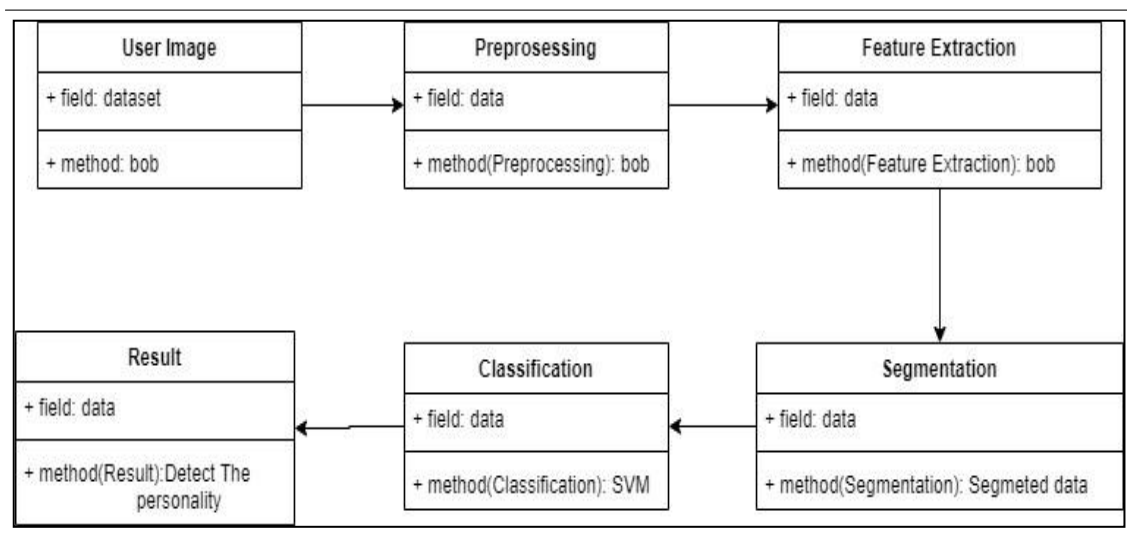 User Image
+ field: dataset
+ method: bob
Preprosessing
+ field: data
+ method(Preprocessing): bob
Feature Extraction
+ field: data
+ method(Feature Extraction): bob
Segmentation
+ field: data
+ method(Segmentation): Segmeted data
Classification
+ field: data
+ method(Classification): SVM
Result
+ field: data
+ method(Result):Detect The
personality